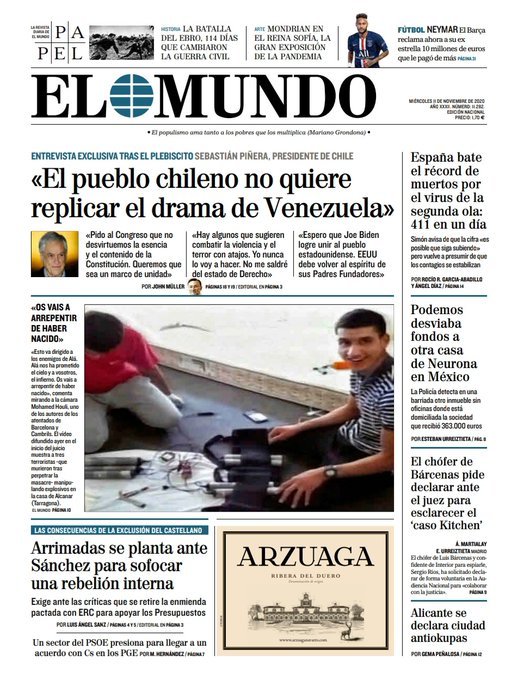 LA REVISTA
DIARIA DE
EL MUNDO
PA
PEL
HISTORIA LA BATALLA
DEL EBRO, 114 DÍAS
QUE CAMBIARON
LA GUERRA CIVIL
ARTE MONDRIAN EN
EL REINA SOFÍA, LA
GRAN EXPOSICIÓN
DE LA PANDEMIA
FÚTBOL NEYMAR El Barça
reclama ahora a su ex
estrella 10 millones de euros
que le pagó de más PÁGINA 31
EL MUNDO
MIÉRCOLES 11 DE NOVIEMBRE DE 2020
AÑO XXXII. NÚMERO: 11.282.
EDICIÓN NACIONAL
PRECIO: 1,70 €
• El populismo ama tanto a los pobres que los multiplica (Mariano Grondona) •
ENTREVISTA EXCLUSIVA TRAS EL PLEBISCITO SEBASTIÁN PIÑERA, PRESIDENTE DE CHILE
«El pueblo chileno no quiere
replicar el drama de Venezuela»
«Pido al Congreso que no
desvirtuemos la esencia
y el contenido de la
Constitución. Queremos que
sea un marco de unidad»
«Hay algunos que sugieren
combatir la violencia y el
terror con atajos. Yo nunca
lo voy a hacer. No me saldré
del estado de Derecho»
«Espero que Joe Biden
logre unir al pueblo
estadounidense. EEUU
debe volver al espíritu de
sus Padres Fundadores»
POR JOHN MÜLLER
PÁGINAS 18 Y 19 / EDITORIAL EN PÁGINA 3
España bate
el récord de
muertos por
el virus de la
segunda ola:
411 en un día
Simón avisa de que la cifra «es
posible que siga subiendo»
pero vuelve a presumir de que
los contagios se estabilizan
POR ROCÍO R. GARCÍA-ABADILLO
Y ÁNGEL DÍAZ / PÁGINA 14
Podemos
desviaba
fondos a
otra casa
de Neurona
en México
La Policía detecta en una
barriada otro inmueble sin
oficinas donde está
domiciliada la sociedad
que recibió 363.000 euros
POR ESTEBAN URREIZTIETA / PÁG. 8
El chófer de
Bárcenas pide
declarar ante
el juez para
esclarecer el
‘caso Kitchen’
Á. MARTIALAY
E. URREIZTIETA MADRID
El chófer de Luis Bárcenas y con-
fidente de Interior para espiarle,
Sergio Ríos, ha solicitado decla-
rar de forma voluntaria en la Au-
diencia Nacional para «colaborar
con la justicia». PÁGINA 9
Alicante se
declara ciudad
antiokupas
POR GEMA PEÑALOSA / PÁGINA 12
«OS VAIS A
ARREPENTIR
DE HABER
NACIDO»
«Esto va dirigido a
los enemigos de Alá.
Alá nos ha prometido
el cielo y a vosotros,
el infierno. Os vais a
arrepentir de haber
nacido», comenta
mirando a la cámara
Mohamed Houli, uno
de los autores de los
atentados de
Barcelona y
Cambrils. El vídeo
difundido ayer en el
inicio del juicio
muestra a tres
terroristas –que
murieron tras
perpetrar la
masacre– manipu-
lando explosivos en
la casa de Alcanar
(Tarragona).
EL MUNDO PÁGINA 10
LAS CONSECUENCIAS DE LA EXCLUSIÓN DEL CASTELLANO
Arrimadas se planta ante
Sánchez para sofocar
una rebelión interna
Exige ante las críticas que se retire la enmienda
pactada con ERC para apoyar los Presupuestos
POR LUIS ÁNGEL SANZ / PÁGINAS 4 Y 5 / EDITORIAL EN PÁGINA 3
Un sector del PSOE presiona para llegar a un
acuerdo con Cs en los PGE POR M. HERNÁNDEZ / PÁGINA 7
ARZUAGA
RIBERA DEL DUERO
Denominación de origen
www.arzuaganavarro.com